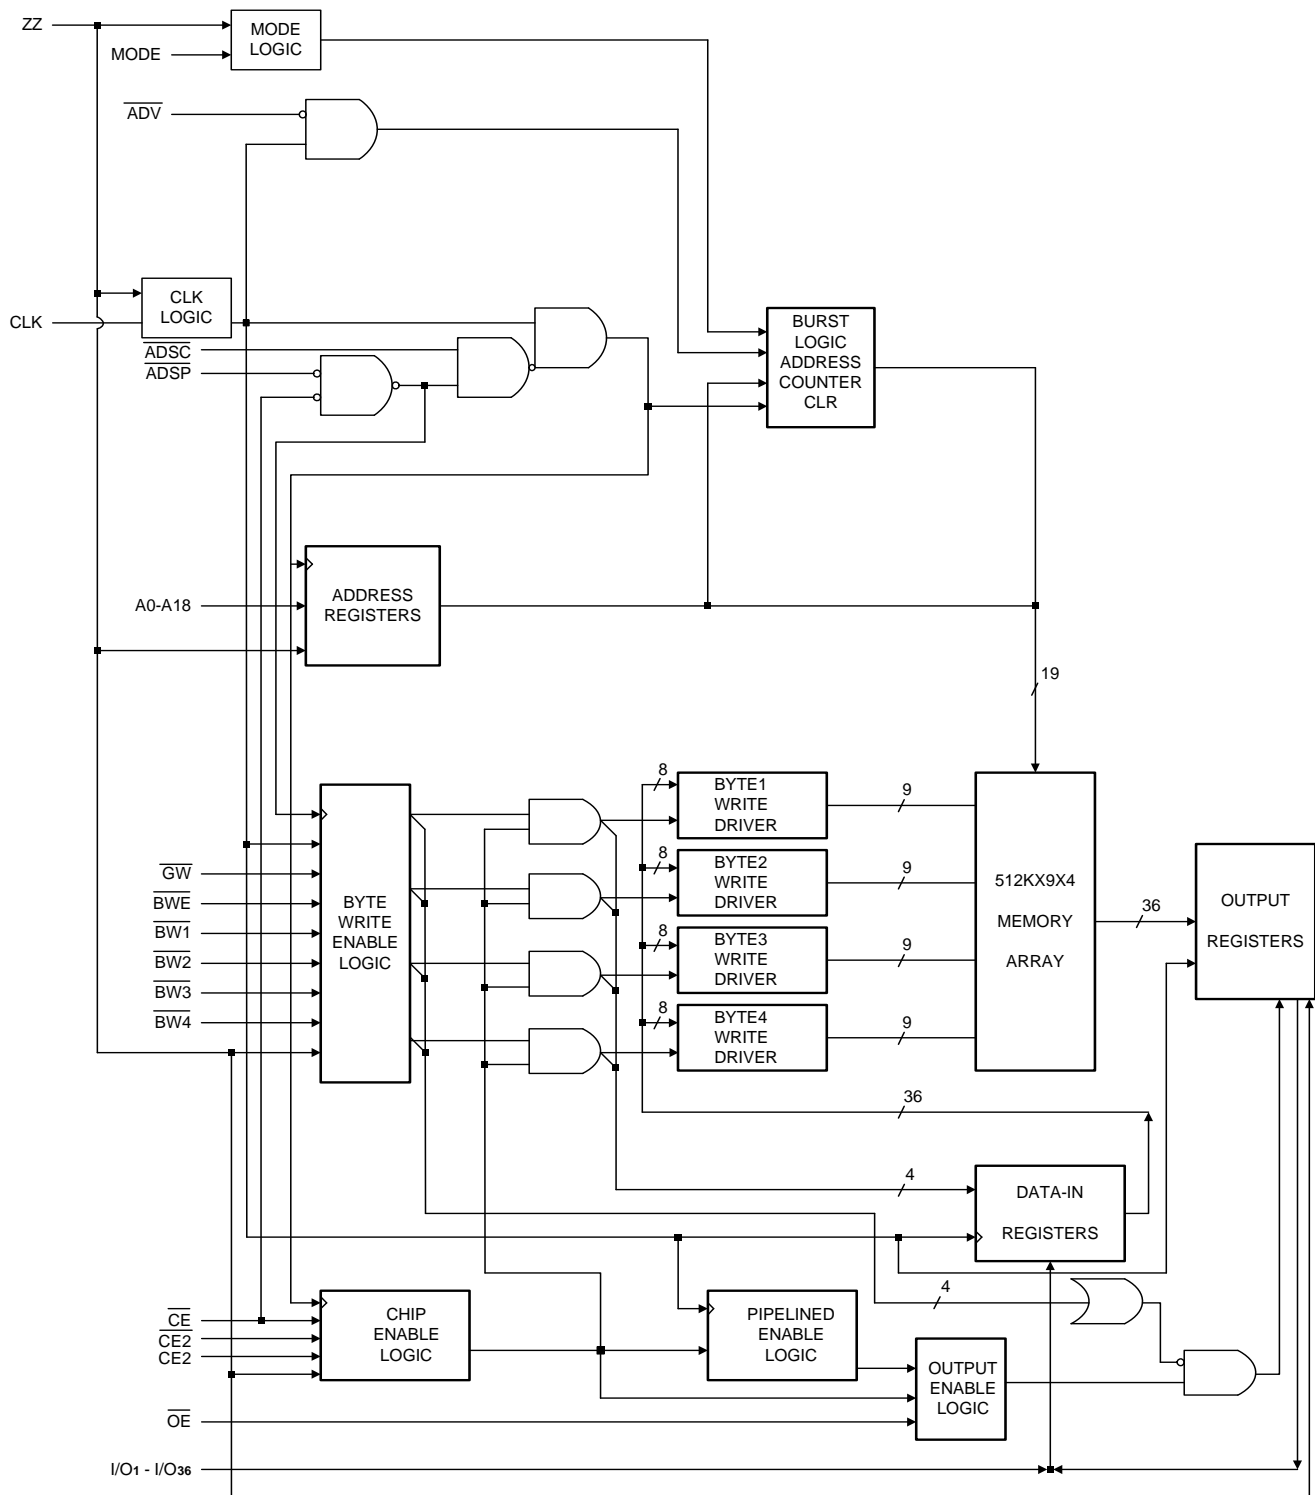 ZZ
MODE
LOGIC
MODE
ADV
CLK
LOGIC
CLK
ADSC
ADSP
BURST
LOGIC
ADDRESS
COUNTER
CLR
A0-A18
ADDRESS
REGISTERS
19
8
BYTE1
WRITE
DRIVER
9
8
BYTE2
WRITE
DRIVER
9
8
BYTE3
WRITE
DRIVER
9
8
BYTE4
WRITE
DRIVER
9
GW
BWE
BW1
BW2
BW3
BW4
BYTE
WRITE
ENABLE
LOGIC
512KX9X4
MEMORY
ARRAY
36
OUTPUT
REGISTERS
36
4
DATA-IN
REGISTERS
4
CE
CE2
CE2
CHIP
ENABLE
LOGIC
PIPELINED
ENABLE
LOGIC
OUTPUT
ENABLE
LOGIC
OE
I/O1 - I/O36